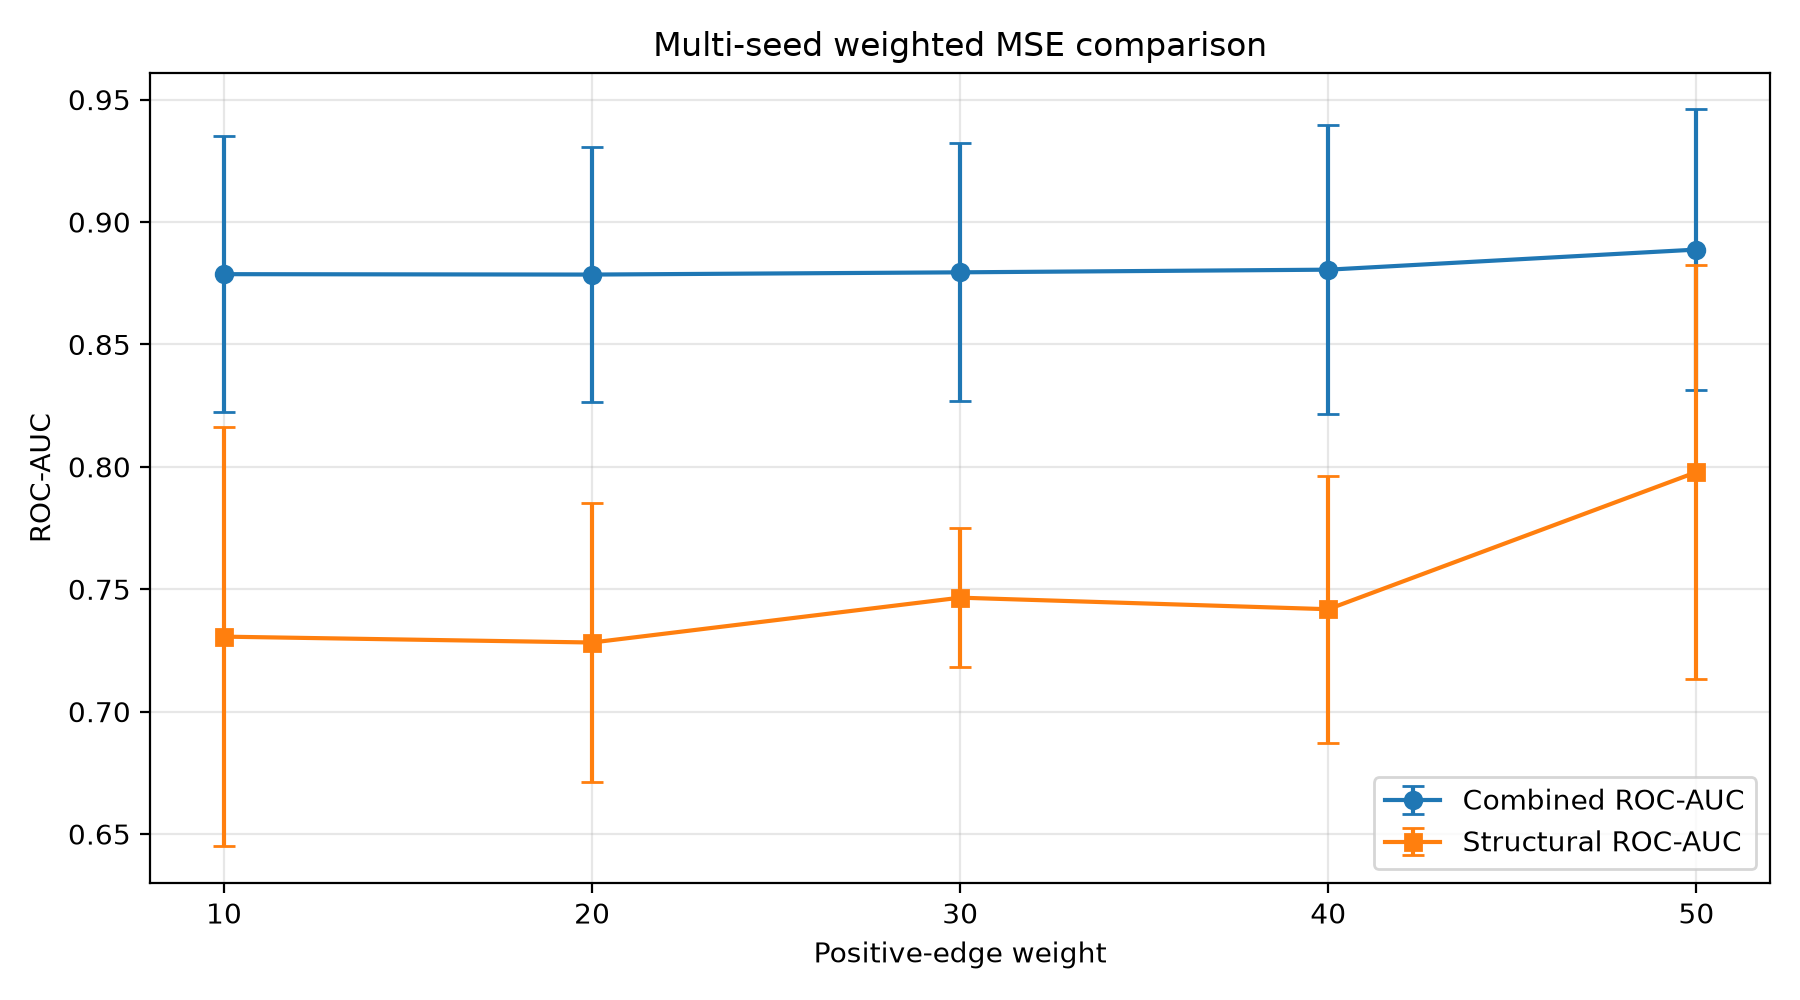 Multi-seed weighted MSE comparison
0.95
0.90
0.85
0.80
0.75
0.70
0.65
ROC-AUC
10 20 30 40 50
Positive-edge weight
Combined ROC-AUC
Structural ROC-AUC